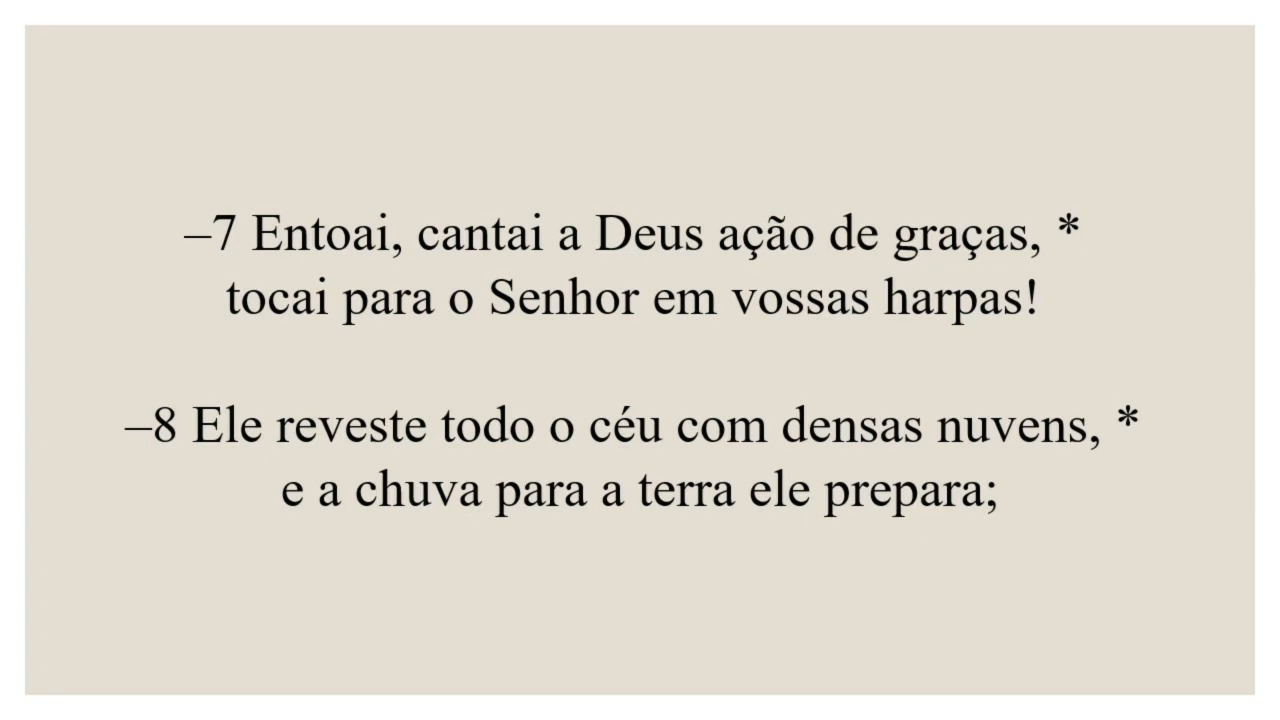 –7 Entoai, cantai a Deus ação de graças, *
tocai para o Senhor em vossas harpas!
–8 Ele reveste todo o céu com densas nuvens, *
e a chuva para a terra ele prepara;